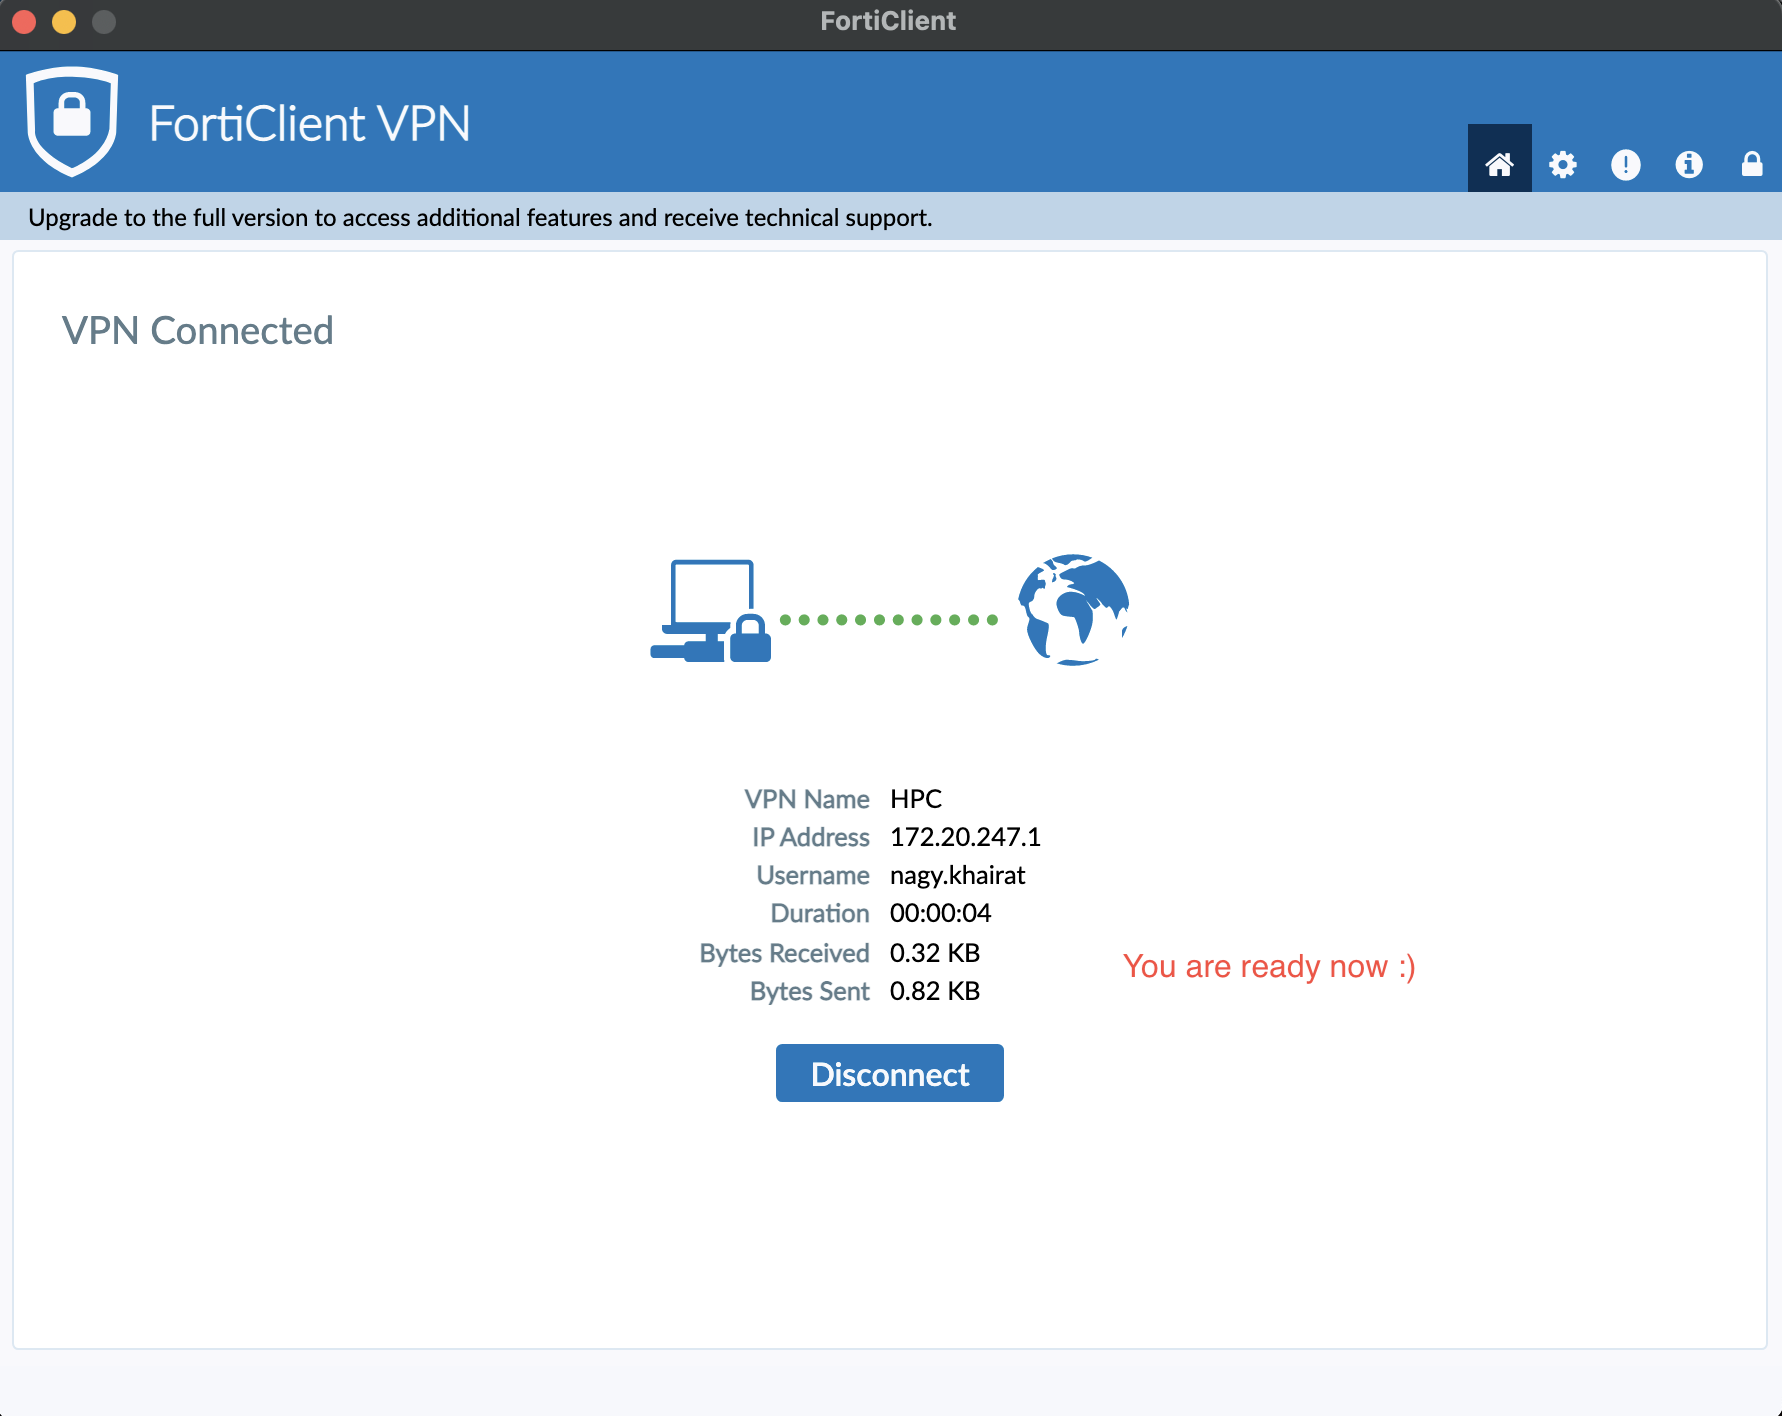 FortiClient
FortiClient VPN
Upgrade to the full version to access additional features and receive technical support.
VPN Connected
VPN Name HPC
IP Address 172.20.247.1
Username nagy.khairat
Duration 00:00:04
Bytes Received 0.32 KB
You are ready now :)
Bytes Sent 0.82 KB
Disconnect